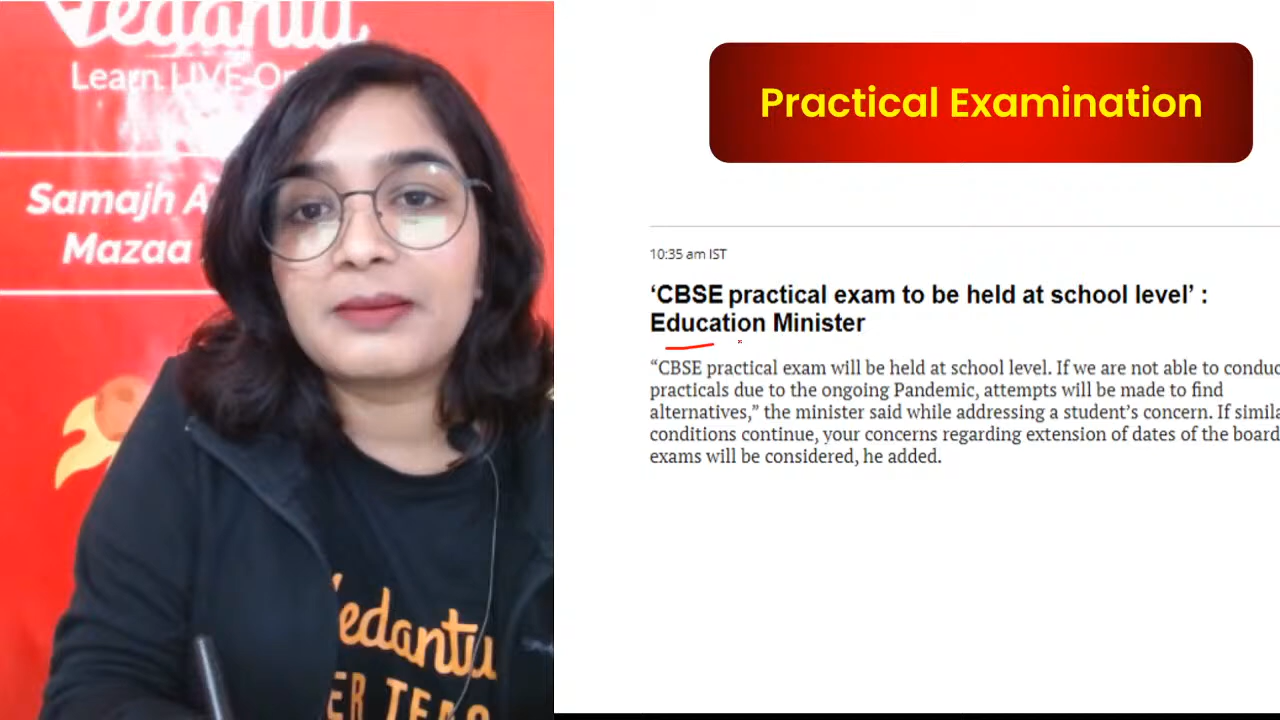 Vedantu
Learn LIVE
Samajh
Mazaa
edantu
ER TEA
Practical Examination
10:35 am IST
‘CBSE practical exam to be held at school level’ :
Education Minister
“CBSE practical exam will be held at school level. If we are not able to conduc
practicals due to the ongoing Pandemic, attempts will be made to find
alternatives,” the minister said while addressing a student’s concern. If simila
conditions continue, your concerns regarding extension of dates of the board
exams will be considered, he added.